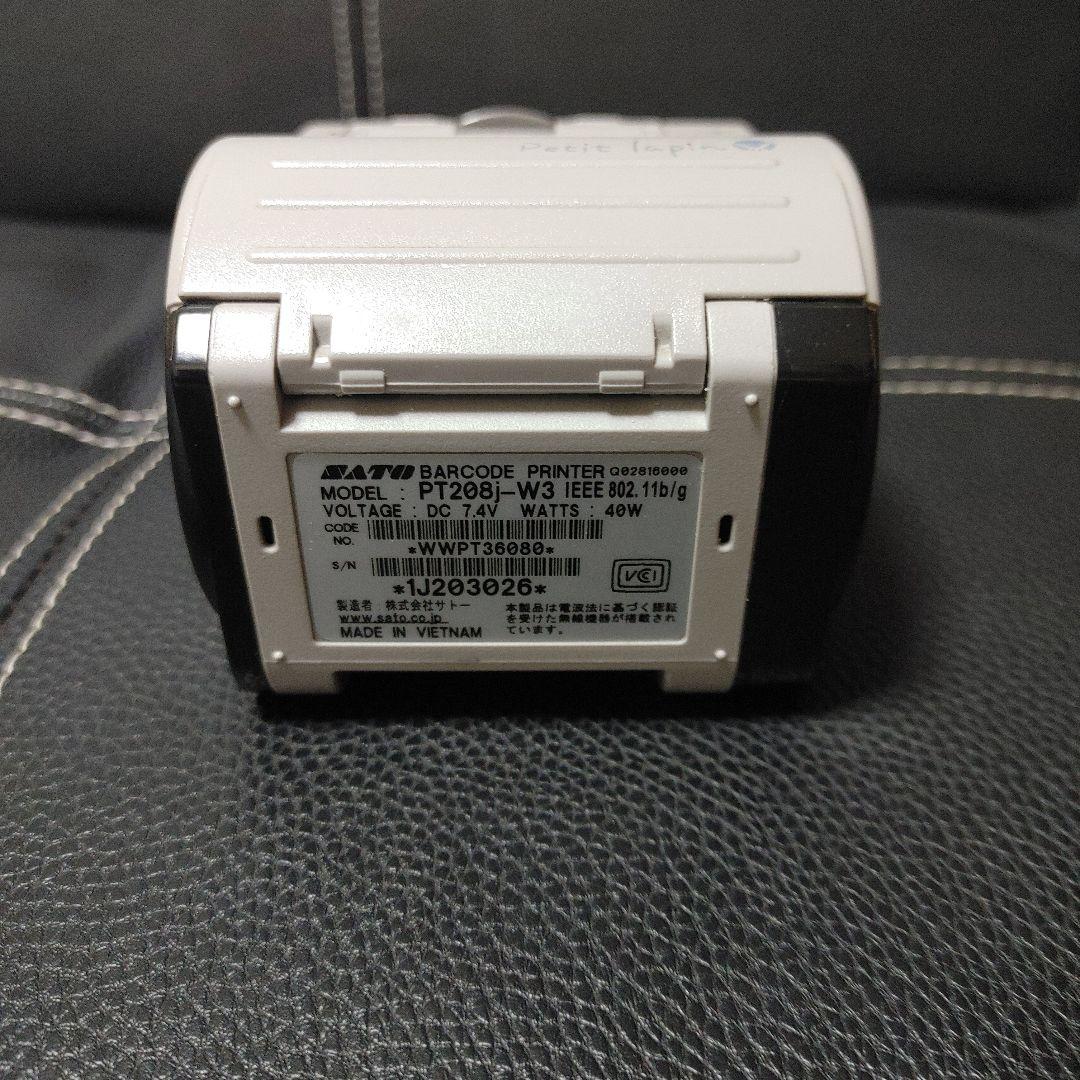 Petit lapin
SATO BARCODE PRINTER Q02816000
MODEL : PT208j-W3 IEEE 802.11b/g
VOLTAGE : DC 7.4V WATTS : 40W
CODE NO.
*WWPT36080*
S/N
*1J203026*
VCCI
製造者 : 株式会社サトー
www.sato.co.jp
MADE IN VIETNAM
本製品は電波法に基づく認証
を受けた無線機器が搭載され
ています。